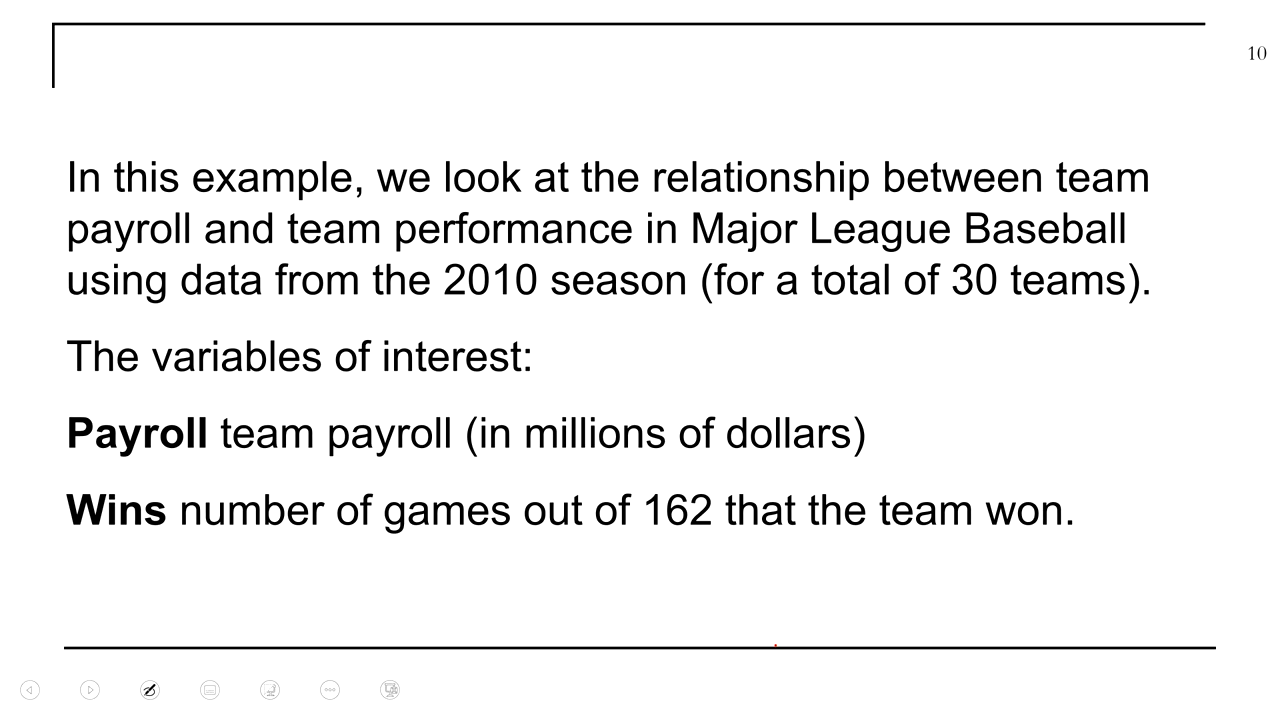 10
In this example, we look at the relationship between team
payroll and team performance in Major League Baseball
using data from the 2010 season (for a total of 30 teams).
The variables of interest:
Payroll team payroll (in millions of dollars)
Wins number of games out of 162 that the team won.